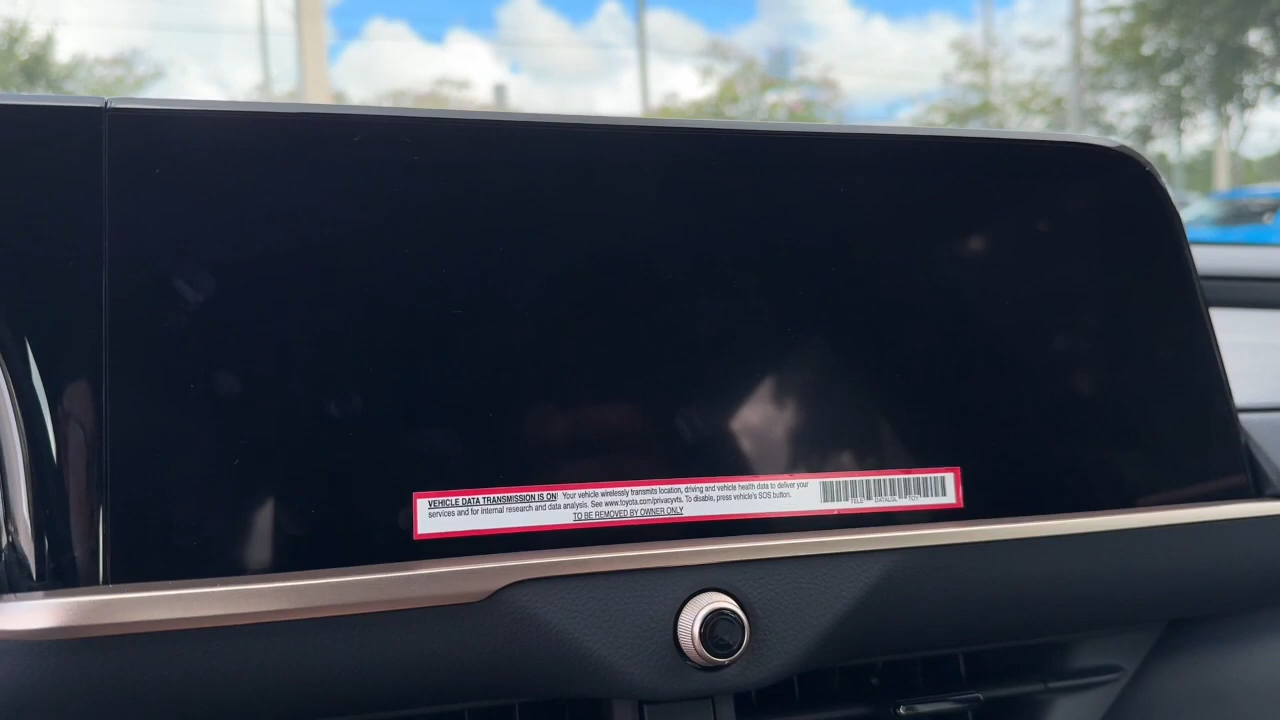 VEHICLE DATA TRANSMISSION IS ON! Your vehicle wirelessly transmits location, driving and vehicle health data to deliver your
services and for internal research and data analysis. See www.toyota.com/privacyvts. To disable, press vehicle's SOS button.
TO BE REMOVED BY OWNER ONLY